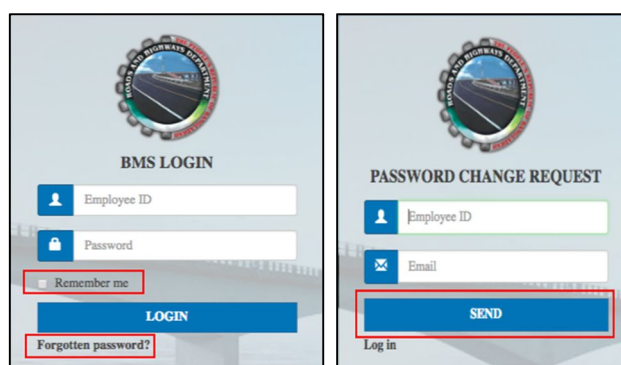 ROADS AND HIGHWAYS DEPARTMENT
BMS LOGIN
Employee ID
Password
Remember me
LOGIN
Forgotten password?
ROADS AND HIGHWAYS DEPARTMENT
PASSWORD CHANGE REQUEST
Employee ID
Email
SEND
Log in